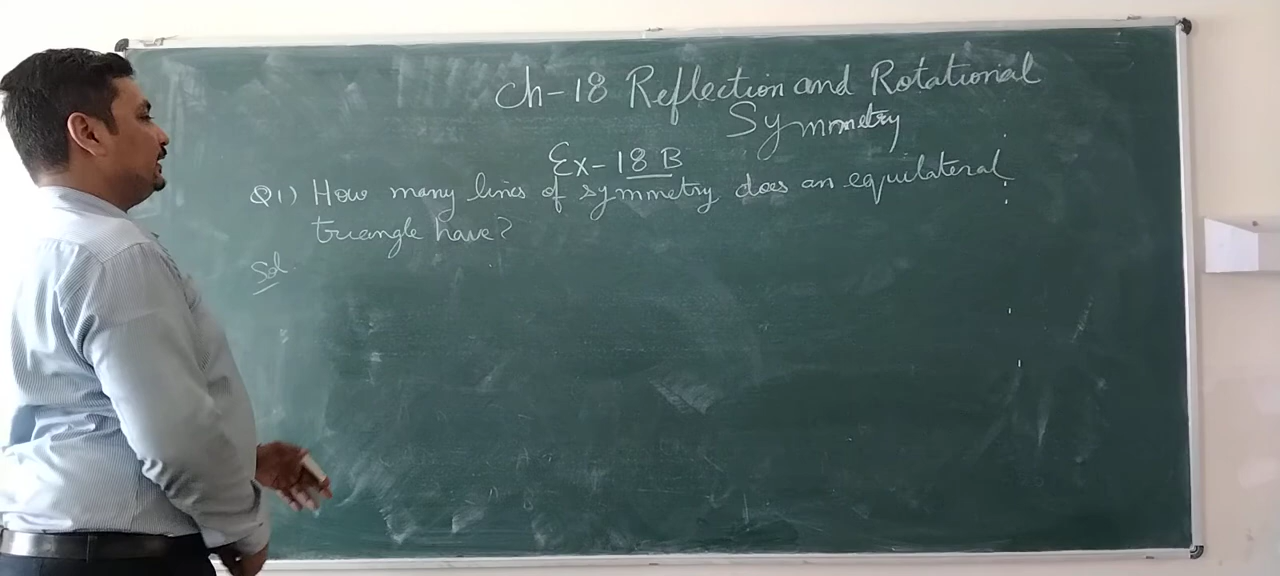 Ch-18 Reflection and Rotational
Symmetry
Ex-18 B
Q1) How many lines of symmetry does an equilateral
triangle have?
Sol.